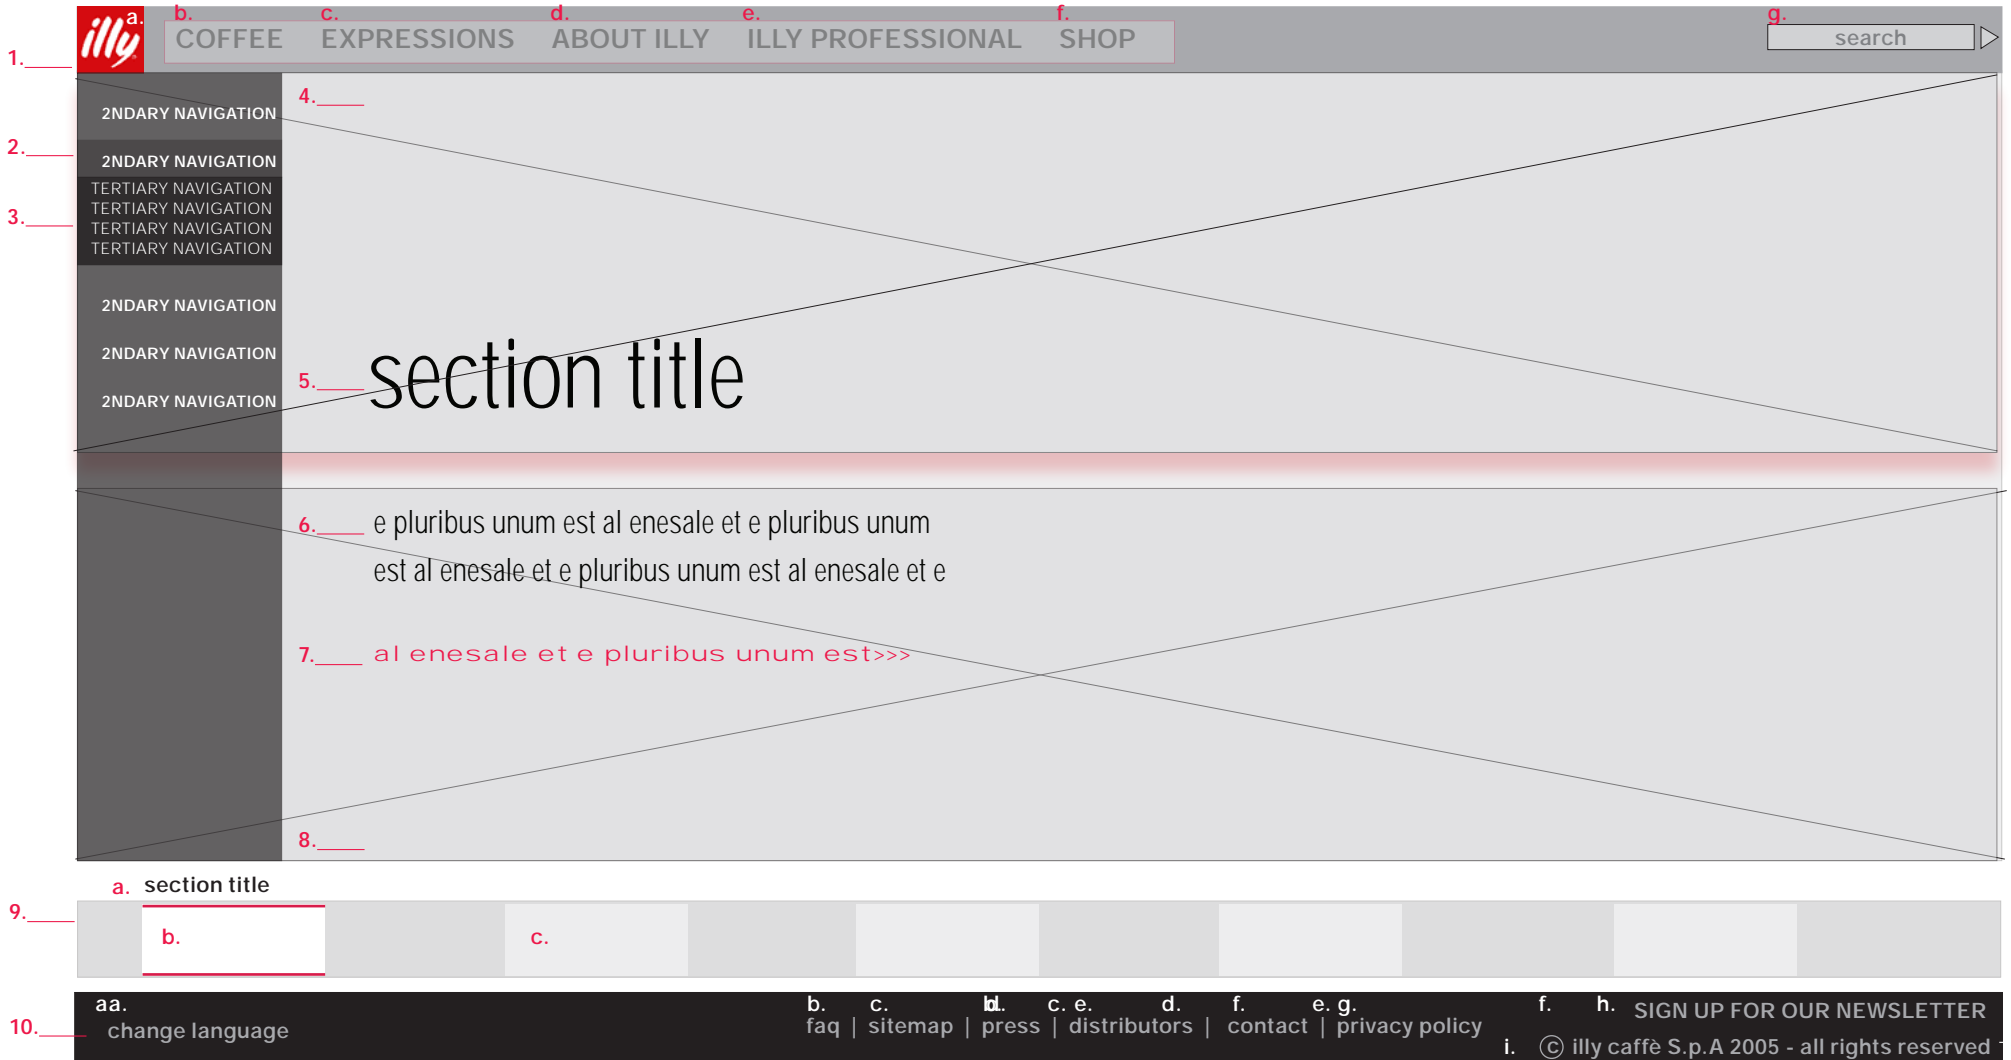 a. b. c. d. e. f. g.
illy COFFEE EXPRESSIONS ABOUT ILLY ILLY PROFESSIONAL SHOP search
1.
4.
2NDARY NAVIGATION
2.
2NDARY NAVIGATION
TERTIARY NAVIGATION
TERTIARY NAVIGATION
3.
TERTIARY NAVIGATION
TERTIARY NAVIGATION
2NDARY NAVIGATION
2NDARY NAVIGATION
5. section title
2NDARY NAVIGATION
6. e pluribus unum est al enesale et e pluribus unum
est al enesale et e pluribus unum est al enesale et e
7. al enesale et e pluribus unum est>>>
8.
a. section title
9.
b. c.
aa. b. c. d. c. e. d. f. e. g. f. h. SIGN UP FOR OUR NEWSLETTER
10. change language faq | sitemap | press | distributors | contact | privacy policy
i. © illy caffè S.p.A 2005 - all rights reserved